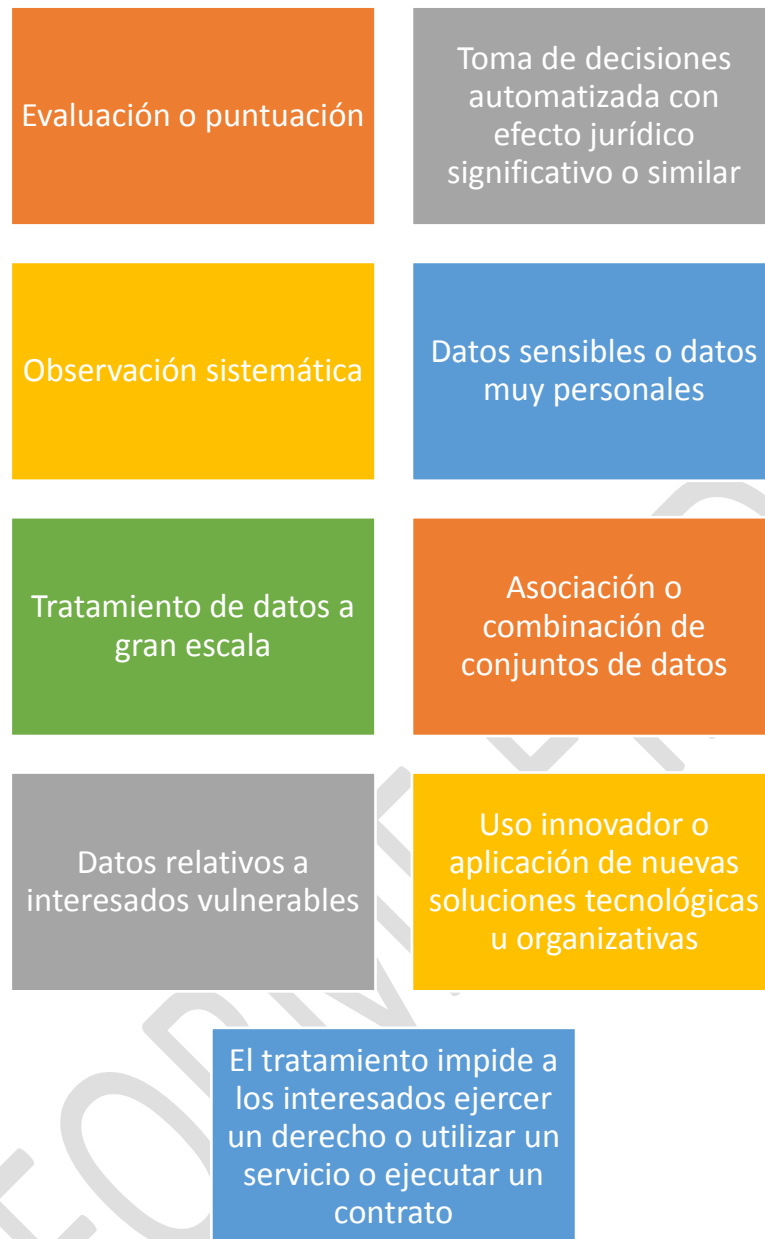 Evaluación o puntuación
Toma de decisiones
automatizada con
efecto jurídico
significativo o similar
Observación sistemática
Datos sensibles o datos
muy personales
Tratamiento de datos a
gran escala
Asociación o
combinación de
conjuntos de datos
Datos relativos a
interesados vulnerables
Uso innovador o
aplicación de nuevas
soluciones tecnológicas
u organizativas
El tratamiento impide a
los interesados ejercer
un derecho o utilizar un
servicio o ejecutar un
contrato